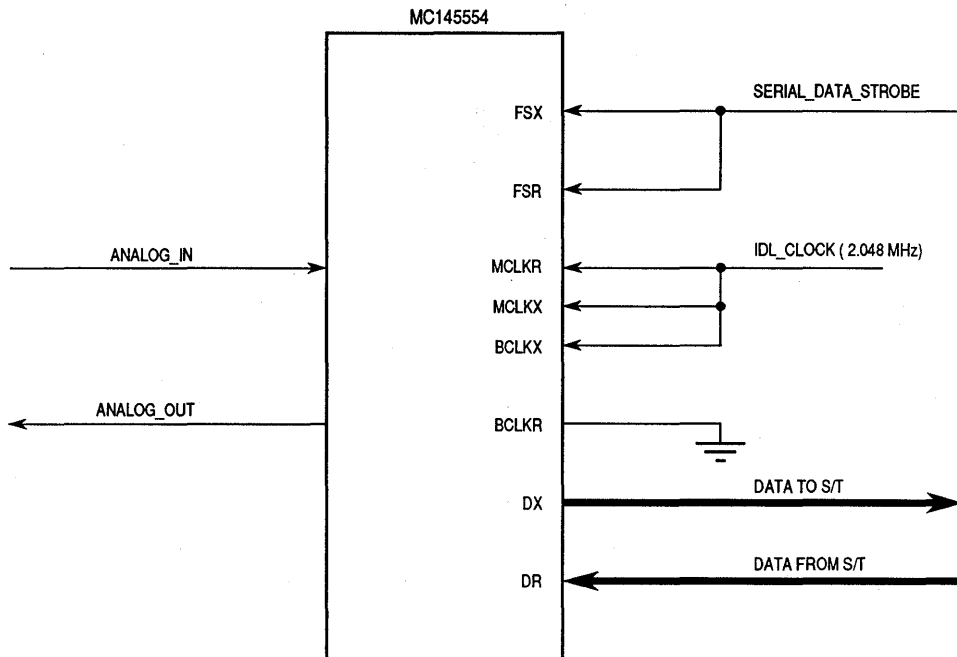 MC145554
FSX
SERIAL_DATA_STROBE
FSR
ANALOG_IN
MCLKR
IDL_CLOCK ( 2.048 MHz)
MCLKX
BCLKX
ANALOG_OUT
BCLKR
DX
DATA TO S/T
DR
DATA FROM S/T